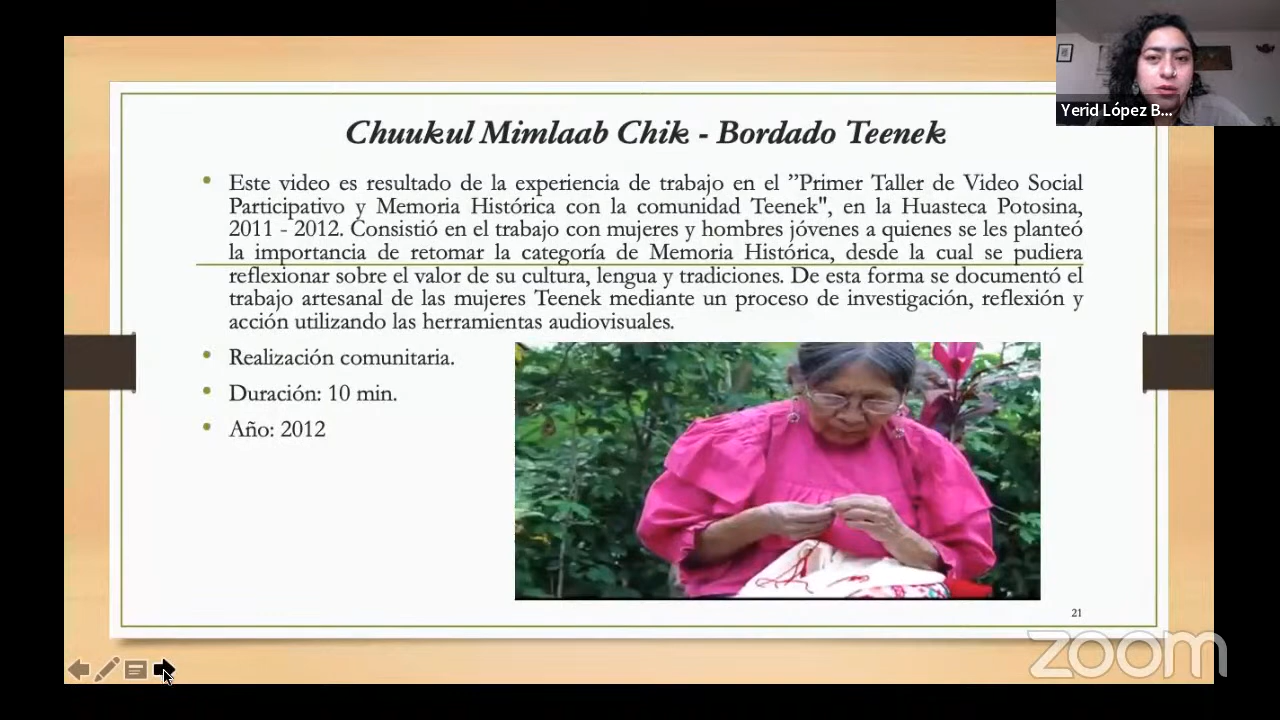 Yerid López B...
Chuukul Mimlaab Chik - Bordado Teenek
Este video es resultado de la experiencia de trabajo en el ”Primer Taller de Video Social
Participativo y Memoria Histórica con la comunidad Teenek", en la Huasteca Potosina,
2011 - 2012. Consistió en el trabajo con mujeres y hombres jóvenes a quienes se les planteó
la importancia de retomar la categoría de Memoria Histórica, desde la cual se pudiera
reflexionar sobre el valor de su cultura, lengua y tradiciones. De esta forma se documentó el
trabajo artesanal de las mujeres Teenek mediante un proceso de investigación, reflexión y
acción utilizando las herramientas audiovisuales.
Realización comunitaria.
Duración: 10 min.
Año: 2012
21
zoom